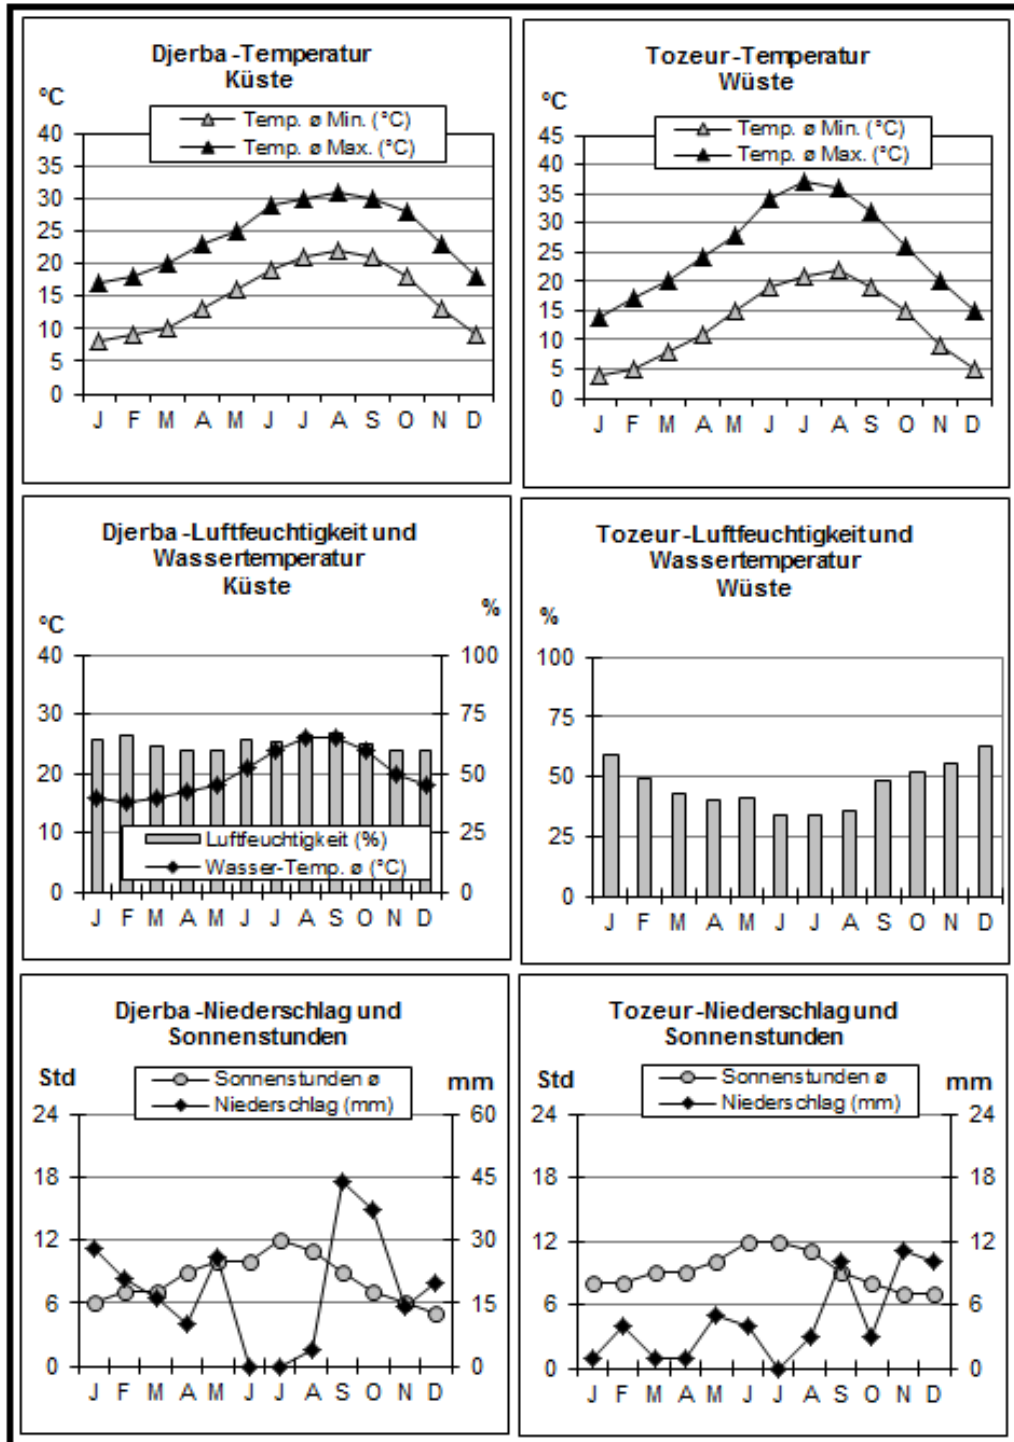 Djerba -Temperatur
Küste
°C
Temp. ø Min. (°C)
Temp. ø Max. (°C)
40
35
30
25
20
15
10
5
0
J F M A M J J A S O N D
Tozeur -Temperatur
Wüste
°C
Temp. ø Min. (°C)
Temp. ø Max. (°C)
45
40
35
30
25
20
15
10
5
0
J F M A M J J A S O N D
Djerba -Luftfeuchtigkeit und
Wassertemperatur
Küste
°C
%
40 100
30 75
20 50
10 25
0 0
Luftfeuchtigkeit (%)
Wasser-Temp. ø (°C)
J F M A M J J A S O N D
Tozeur -Luftfeuchtigkeit und
Wassertemperatur
Wüste
%
100
75
50
25
0
J F M A M J J A S O N D
Djerba -Niederschlag und
Sonnenstunden
Std
mm
Sonnenstunden ø
Niederschlag (mm)
24 60
18 45
12 30
6 15
0 0
J F M A M J J A S O N D
Tozeur -Niederschlag und
Sonnenstunden
Std
mm
Sonnenstunden ø
Niederschlag (mm)
24 24
18 18
12 12
6 6
0 0
J F M A M J J A S O N D